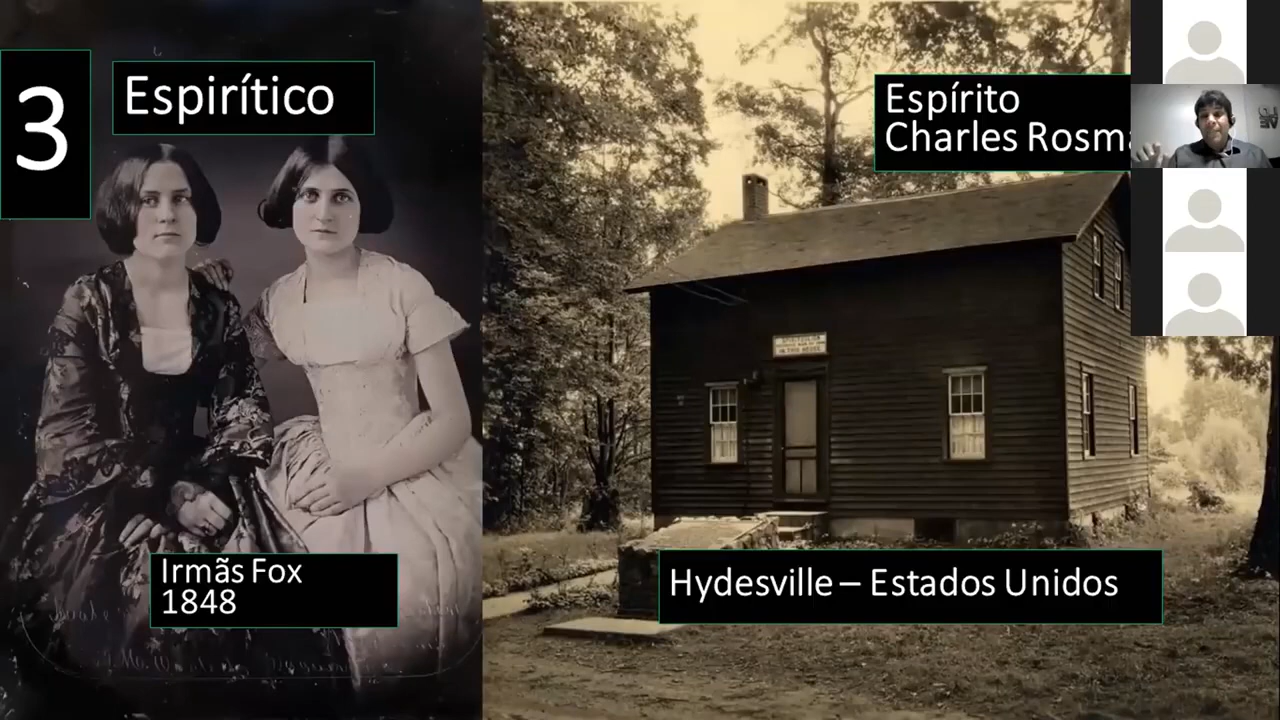 3
Espirítico
Espírito
Charles Rosma
Irmãs Fox
1848
Hydesville – Estados Unidos